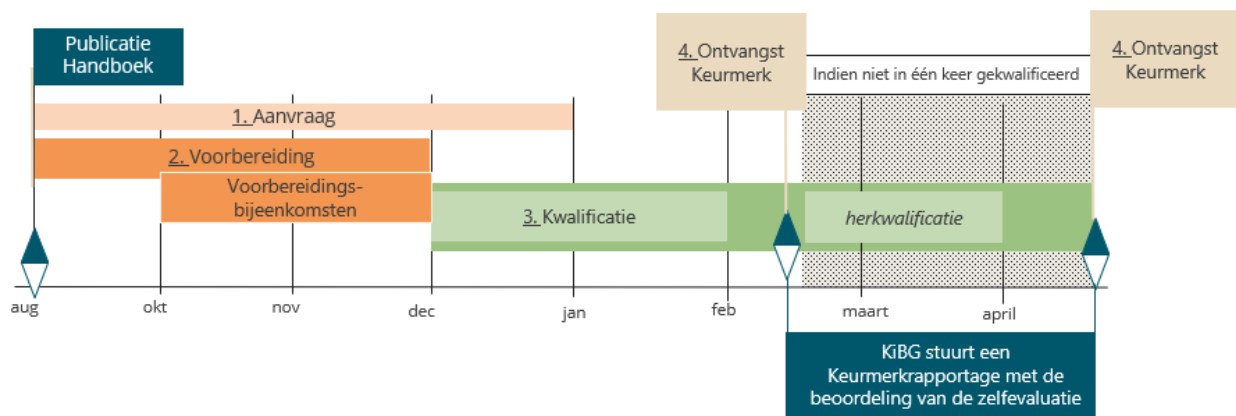 Publicatie
Handboek
4. Ontvangst
Keurmerk
Indien niet in één keer gekwalificeerd
4. Ontvangst
Keurmerk
1. Aanvraag
2. Voorbereiding
Voorbereidings-
bijeenkomsten
3. Kwalificatie
herkwalificatie
aug
okt
nov
dec
jan
feb
maart
april
KiBG stuurt een
Keurmerkrapportage met de
beoordeling van de zelfevaluatie